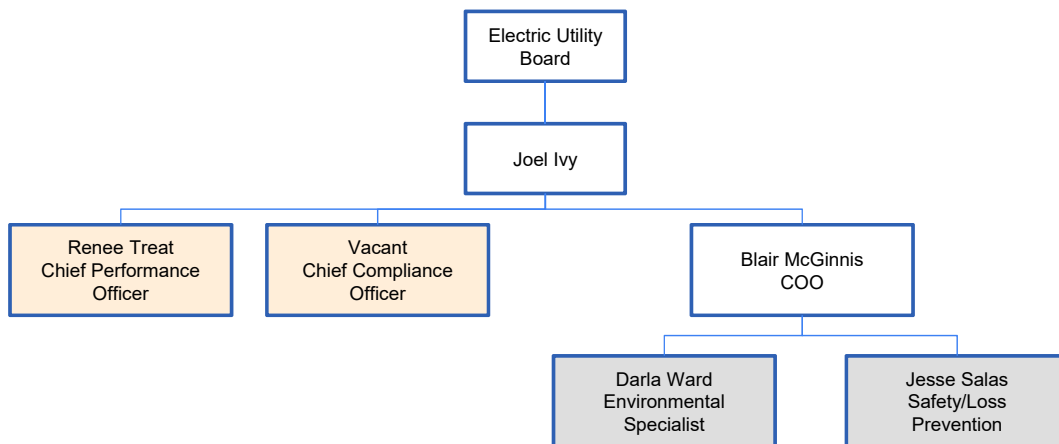 Electric Utility
Board
Joel Ivy
Renee Treat
Chief Performance
Officer
Vacant
Chief Compliance
Officer
Blair McGinnis
COO
Darla Ward
Environmental
Specialist
Jesse Salas
Safety/Loss
Prevention